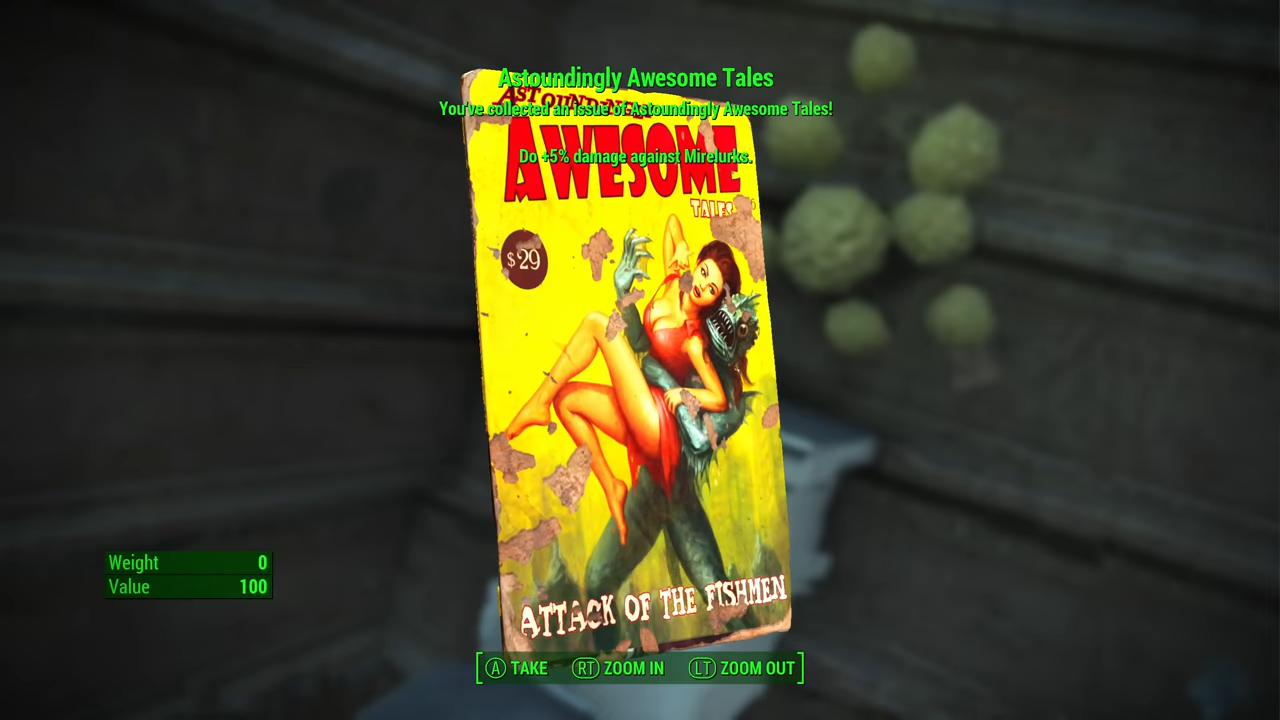 Astoundingly Awesome Tales
ASTOUNDINGLY
You've collected an issue of Astoundingly Awesome Tales!
AWESOME
Do +5% damage against Mirelurks.
TALES
$29
Weight 0
Value 100
ATTACK OF THE FISHMEN
A TAKE RT ZOOM IN LT ZOOM OUT